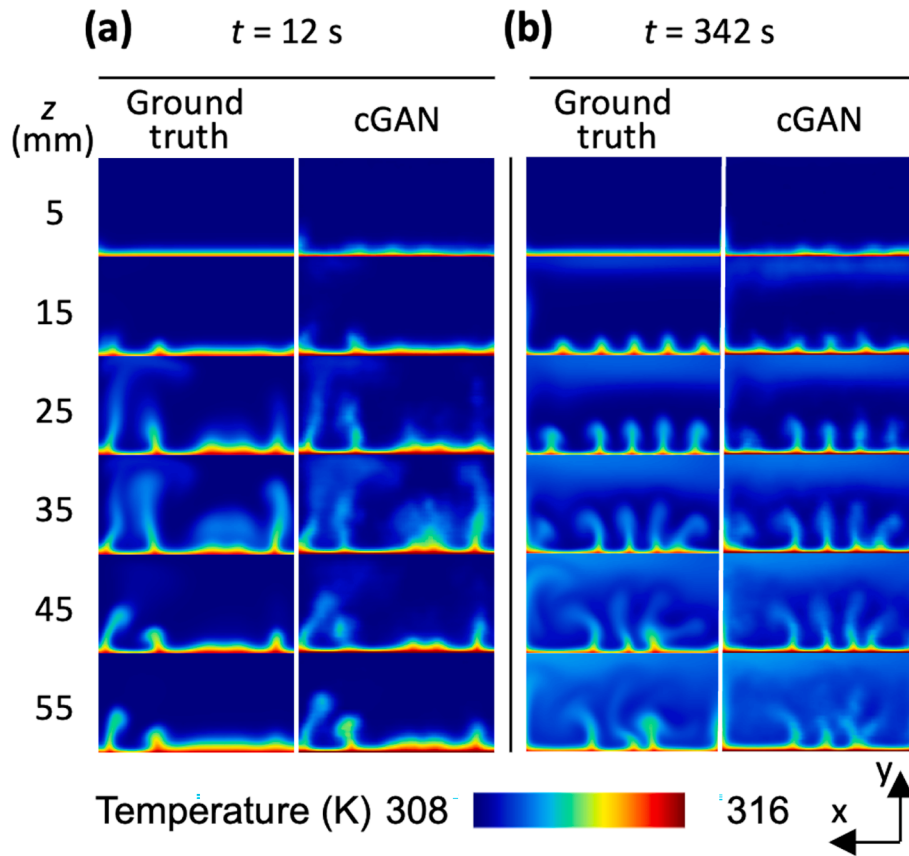 (a) t = 12 s (b) t = 342 s
z (mm) Ground truth cGAN Ground truth cGAN
5
15
25
35
45
55
Temperature (K) 308 316
y
x